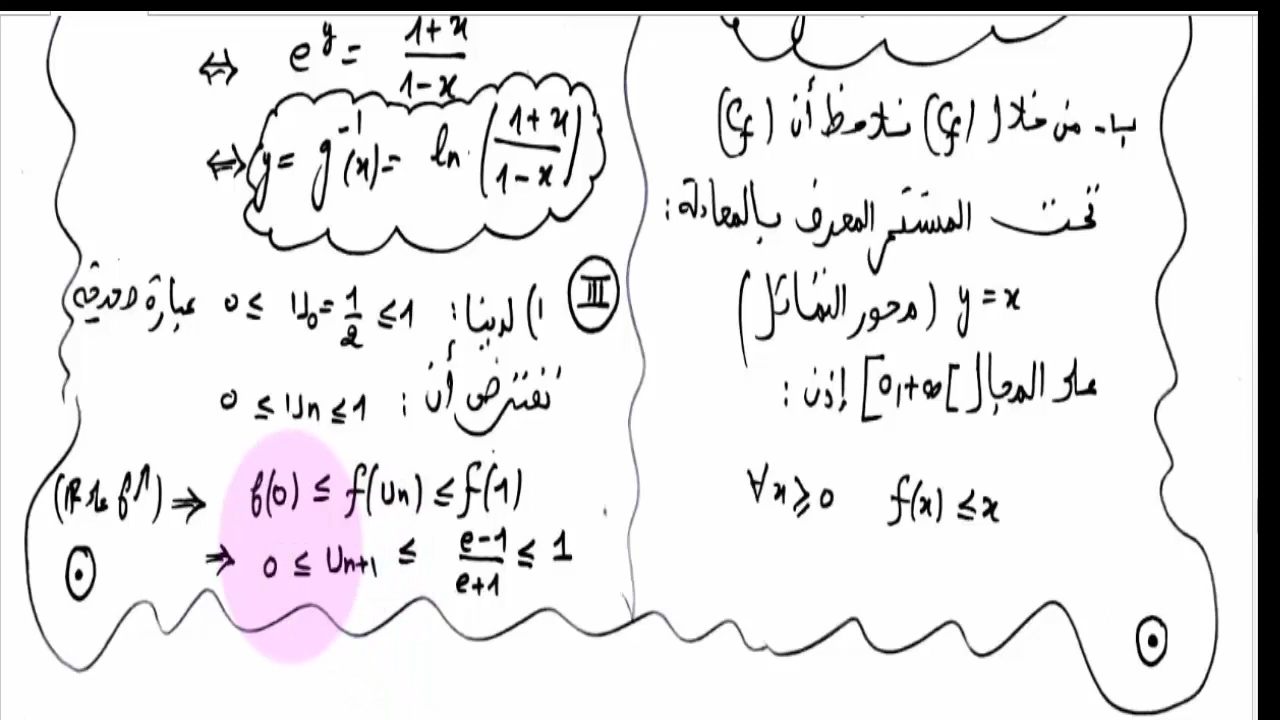 ب- من خلال (Cf) نلاحظ أن (Cf)
تحت المستقيم المعرف بالمعادلة:
y = x (محور التماثل)
على المجال [0,+∞[ إذن:
∀x ≥ 0 f(x) ≤ x
⇔ e^y = (1+x)/(1-x)
⇔ y = g⁻¹(x) = ln((1+x)/(1-x))
III
1) لدينا: 0 ≤ U₀ = 1/2 ≤ 1 عبارة صحيحة
نفترض أن: 0 ≤ Un ≤ 1
(f↗ على ℝ) ⇒ f(0) ≤ f(Un) ≤ f(1)
⇒ 0 ≤ Un+1 ≤ (e-1)/(e+1) ≤ 1